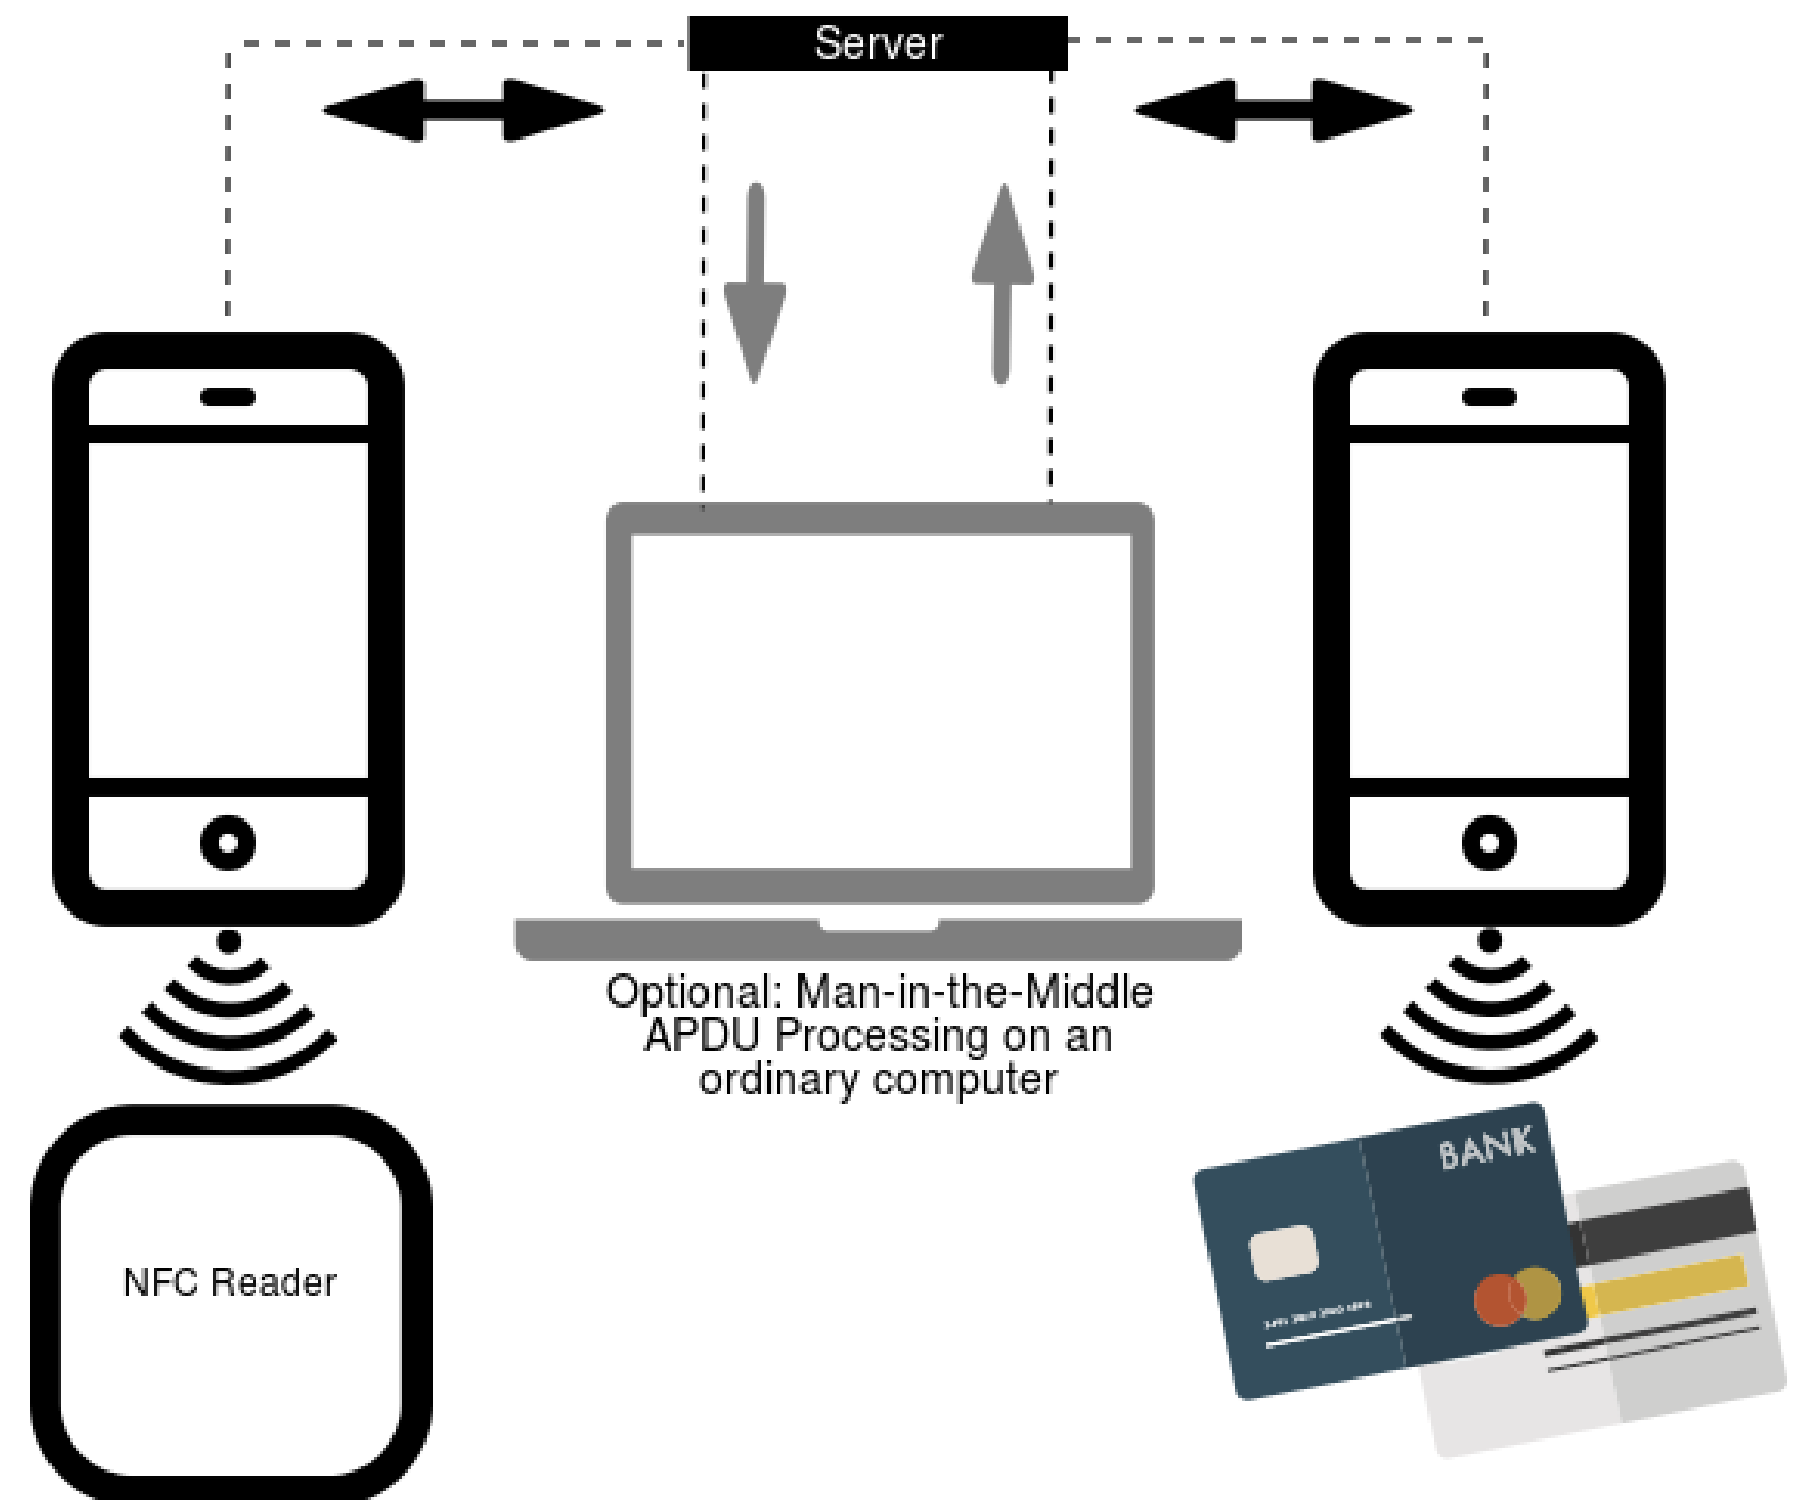 Server
Optional: Man-in-the-Middle
APDU Processing on an
ordinary computer
BANK
NFC Reader